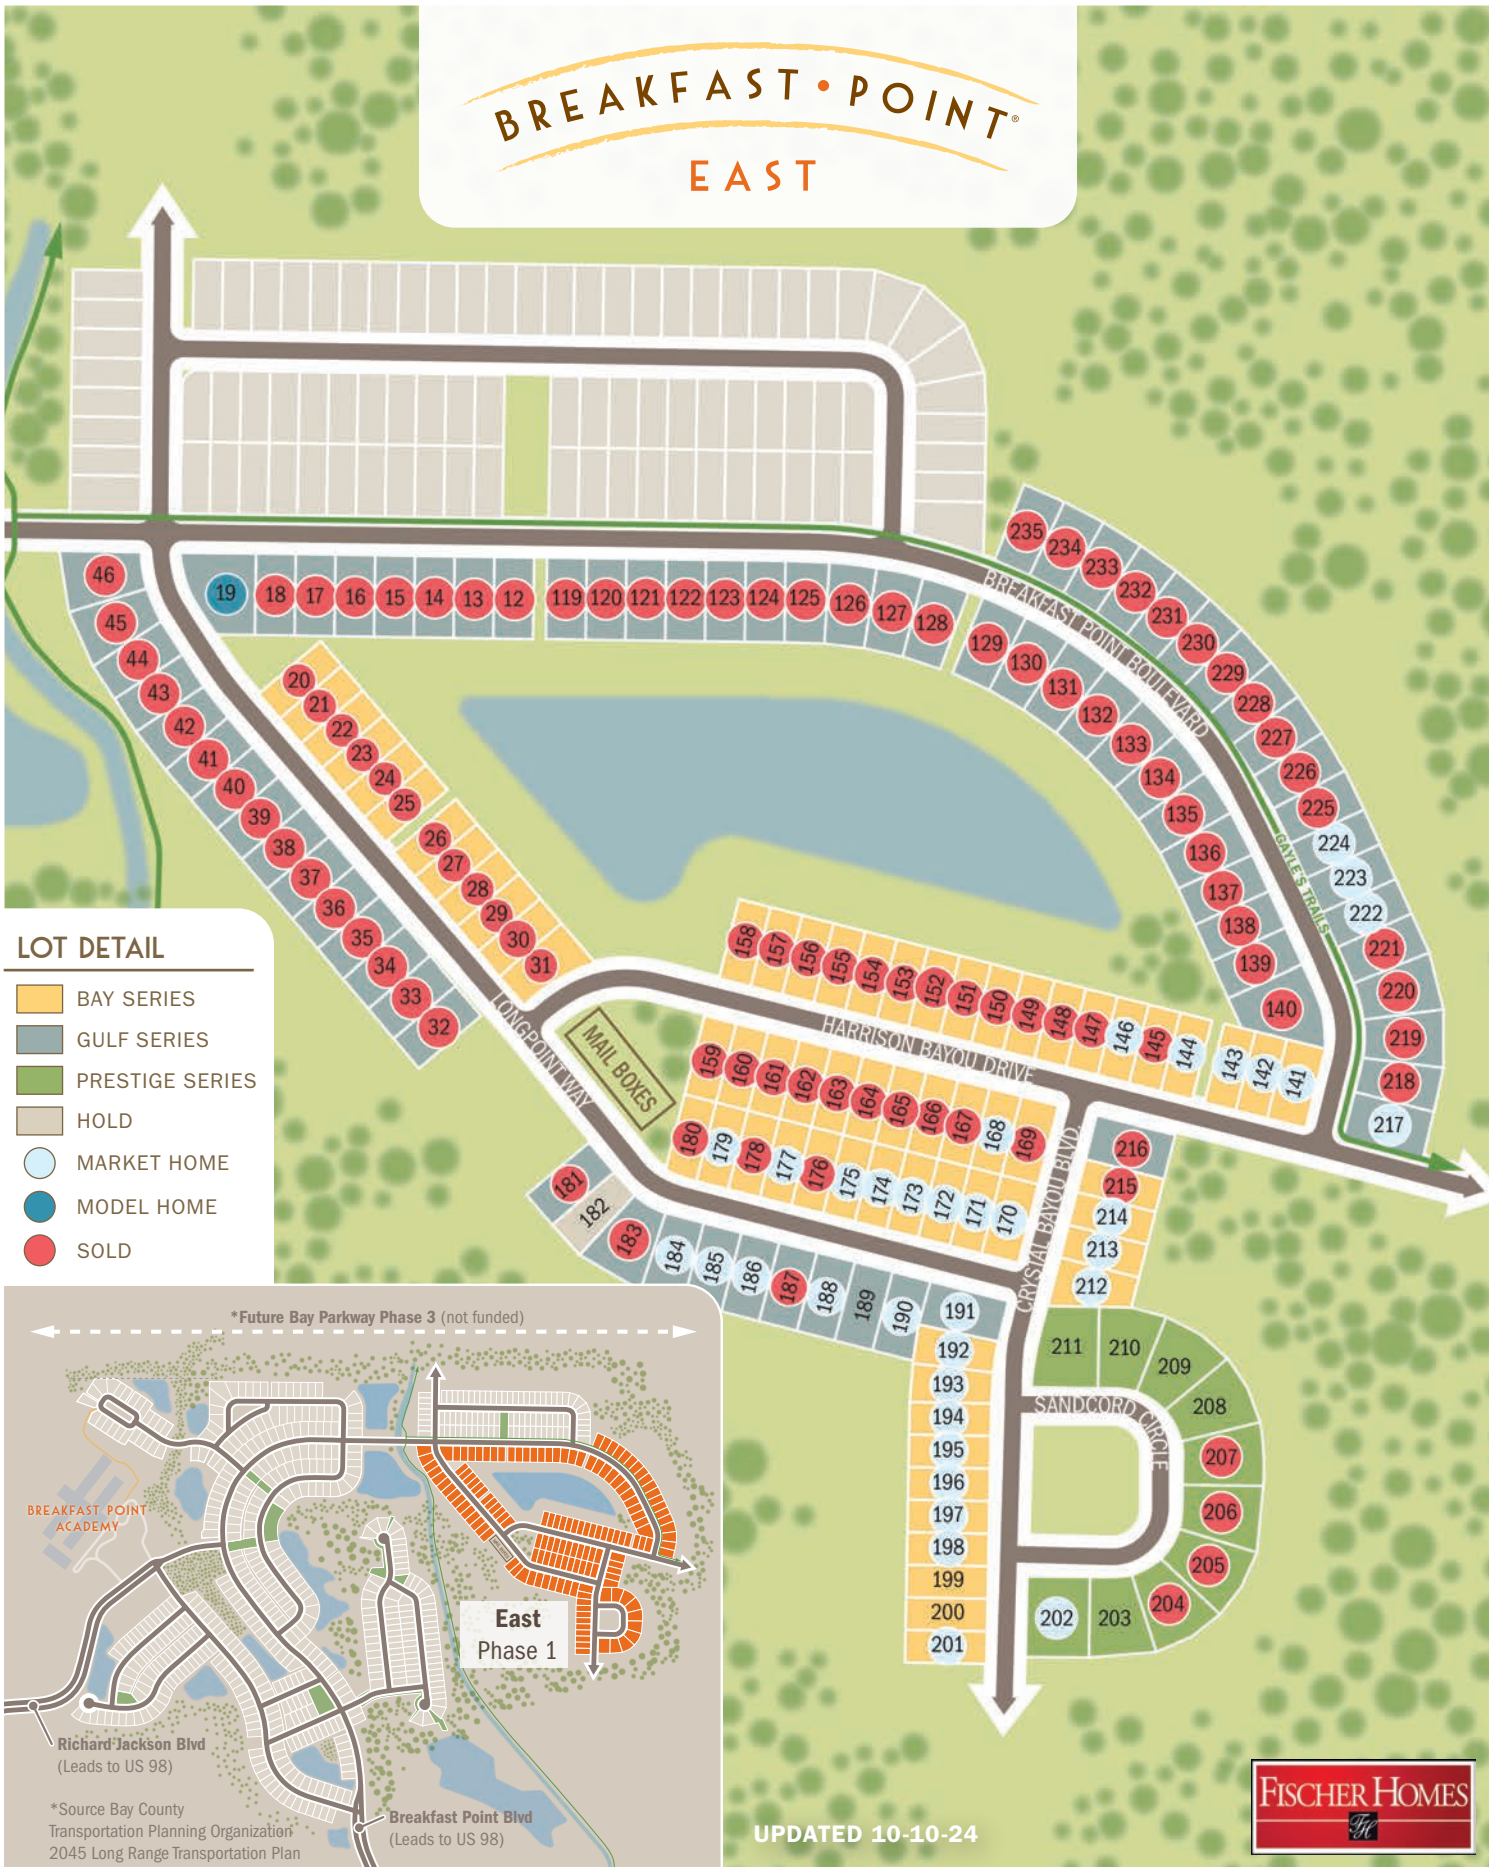 BREAKFAST • POINT®
EAST
235
234
233
232
231
230
229
228
227
226
225
224
223
222
221
220
219
218
217
BREAKFAST POINT BOULEVARD
GAYLE'S TRAILS
46
45
44
43
42
41
40
39
38
37
36
35
34
33
32
19 18 17 16 15 14 13 12 119 120 121 122 123 124 125 126 127 128
129
130
131
132
133
134
135
136
137
138
139
140
20
21
22
23
24
25
26
27
28
29
30
31
LONGPOINT WAY
MAIL BOXES
158 157 156 155 154 153 152 151 150 149 148 147 146 145 144 143 142 141
HARRISON BAYOU DRIVE
159 160 161 162 163 164 165 166 167 168 169
180 179 178 177 176 175 174 173 172 171 170
CRYSTAL BAYOU BLVD.
216
215
214
213
212
181 182 183 184 185 186 187 188 189 190 191
192
193
194
195
196
197
198
199
200
201
211 210 209
208
SANDCORD CIRCLE
207
206
205
202 203 204
LOT DETAIL
BAY SERIES
GULF SERIES
PRESTIGE SERIES
HOLD
MARKET HOME
MODEL HOME
SOLD
*Future Bay Parkway Phase 3 (not funded)
BREAKFAST POINT
ACADEMY
East
Phase 1
Richard Jackson Blvd
(Leads to US 98)
Breakfast Point Blvd
(Leads to US 98)
*Source Bay County
Transportation Planning Organization
2045 Long Range Transportation Plan
UPDATED 10-10-24
FISCHER HOMES
FH